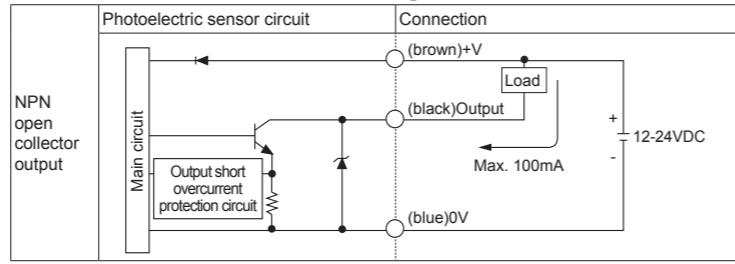 Photoelectric sensor circuit
Connection
NPN
open
collector
output
Main circuit
Output short
overcurrent
protection circuit
(brown)+V
Load
(black)Output
Max. 100mA
+
12-24VDC
-
(blue)0V